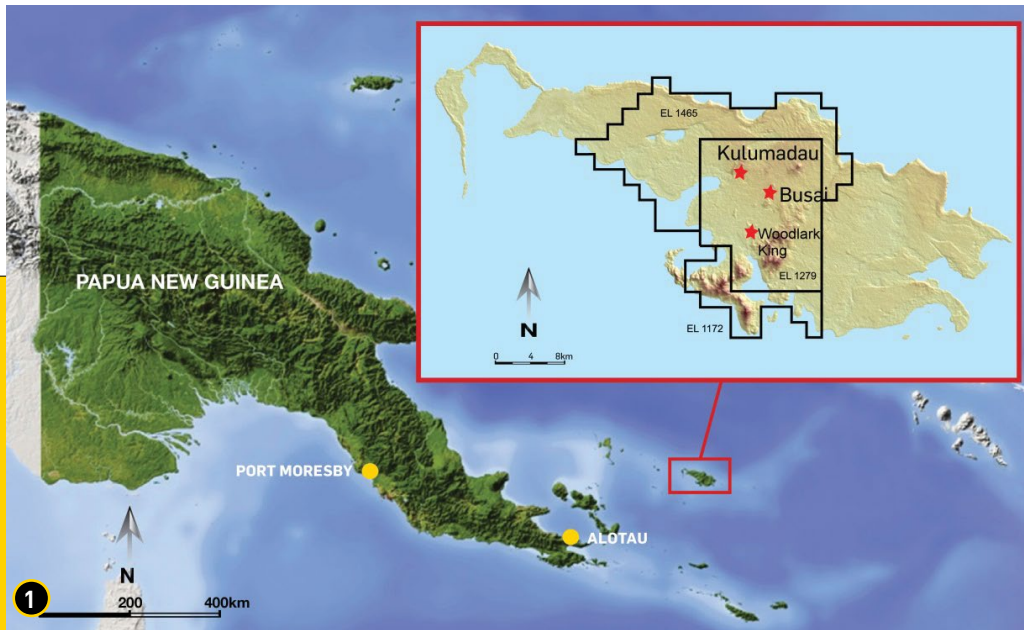 EL 1465
Kulumadau
Busai
Woodlark
King
EL 1279
EL 1172
N
0 4 8km
PAPUA NEW GUINEA
PORT MORESBY
ALOTAU
N
1
200 400km